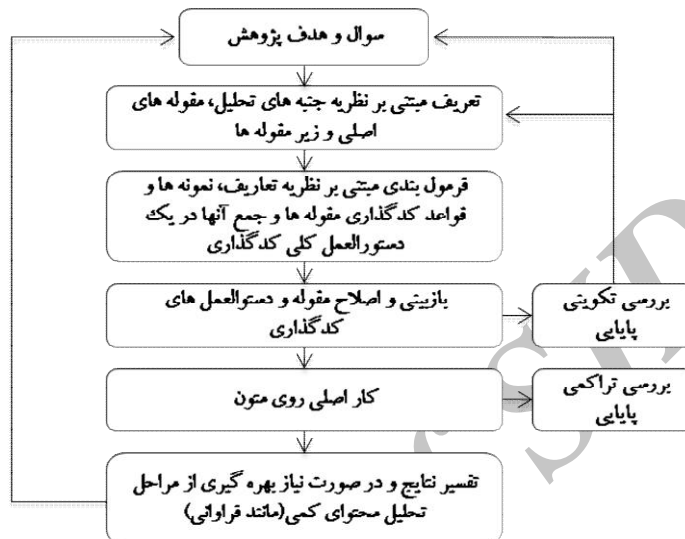 سوال و هدف پژوهش
تعریف مبتنی بر نظریه جنبه های تحلیل، مقوله های
اصلی و زیر مقوله ها
فرمول بندی مبتنی بر نظریه تعاریف، نمونه ها و
قواعد کدگذاری مقوله ها و جمع آنها در یک
دستورالعمل کلی کدگذاری
بازبینی و اصلاح مقوله و دستوالعمل های
کدگذاری
بررسی تکوینی
پایایی
کار اصلی روی متون
بررسی تراکمی
پایایی
تفسیر نتایج و در صورت نیاز بهره گیری از مراحل
تحلیل محتوای کمی(مانند فراوانی)